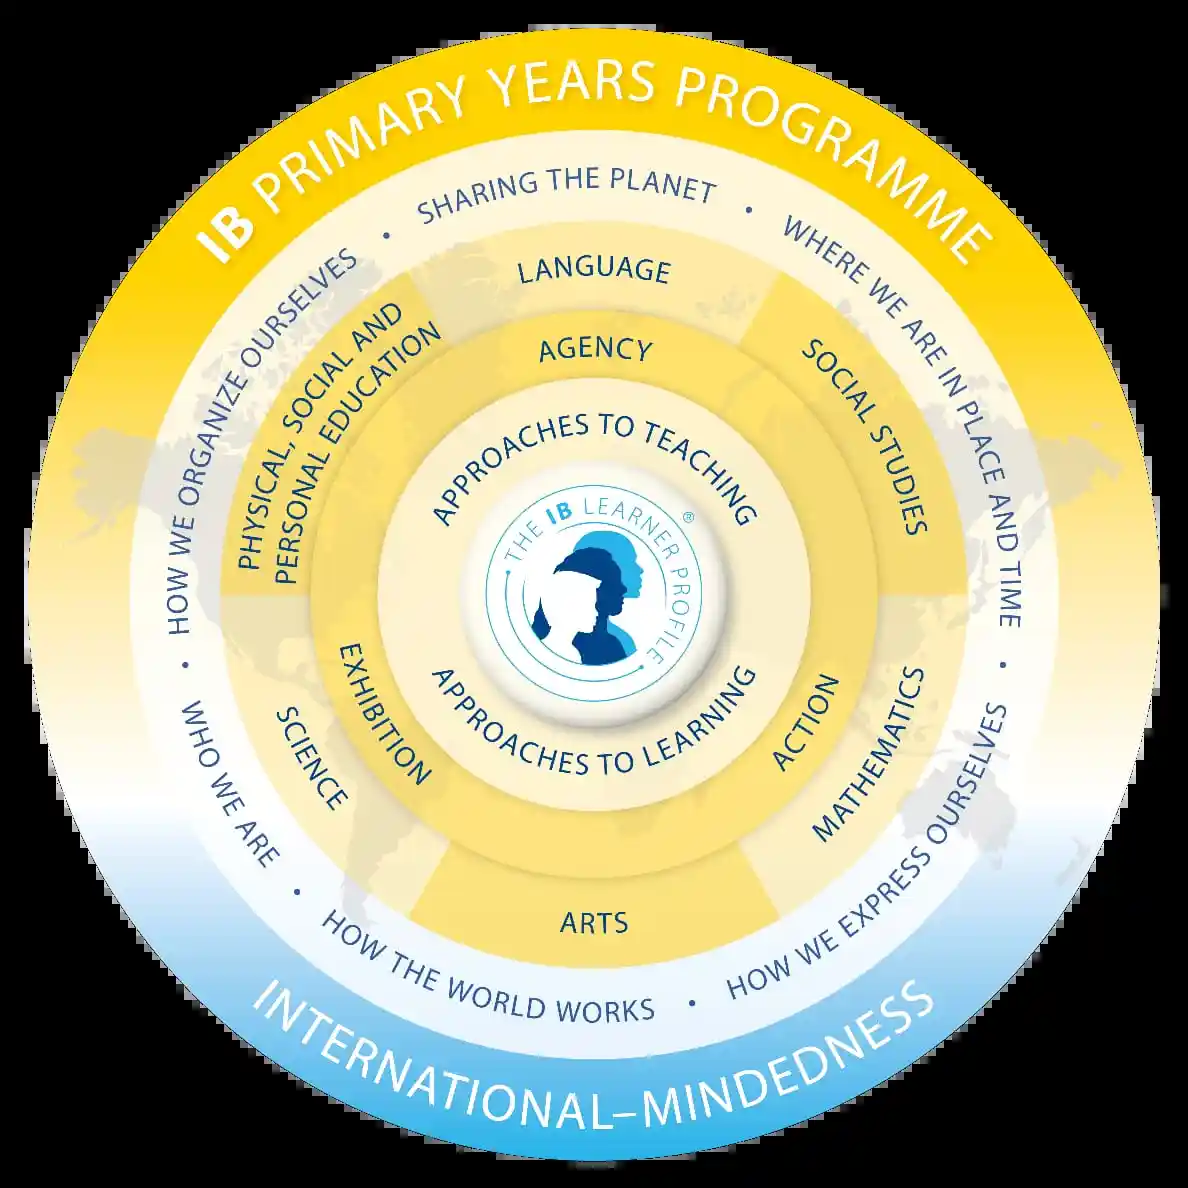 IB PRIMARY YEARS PROGRAMME
SHARING THE PLANET
•
WHERE WE ARE IN PLACE AND TIME
•
HOW WE EXPRESS OURSELVES
•
HOW THE WORLD WORKS
•
WHO WE ARE
•
HOW WE ORGANIZE OURSELVES
•
LANGUAGE
SOCIAL STUDIES
MATHEMATICS
ARTS
SCIENCE
PHYSICAL, SOCIAL AND
PERSONAL EDUCATION
AGENCY
ACTION
EXHIBITION
APPROACHES TO TEACHING
APPROACHES TO LEARNING
• THE IB LEARNER PROFILE •
®
INTERNATIONAL–MINDEDNESS